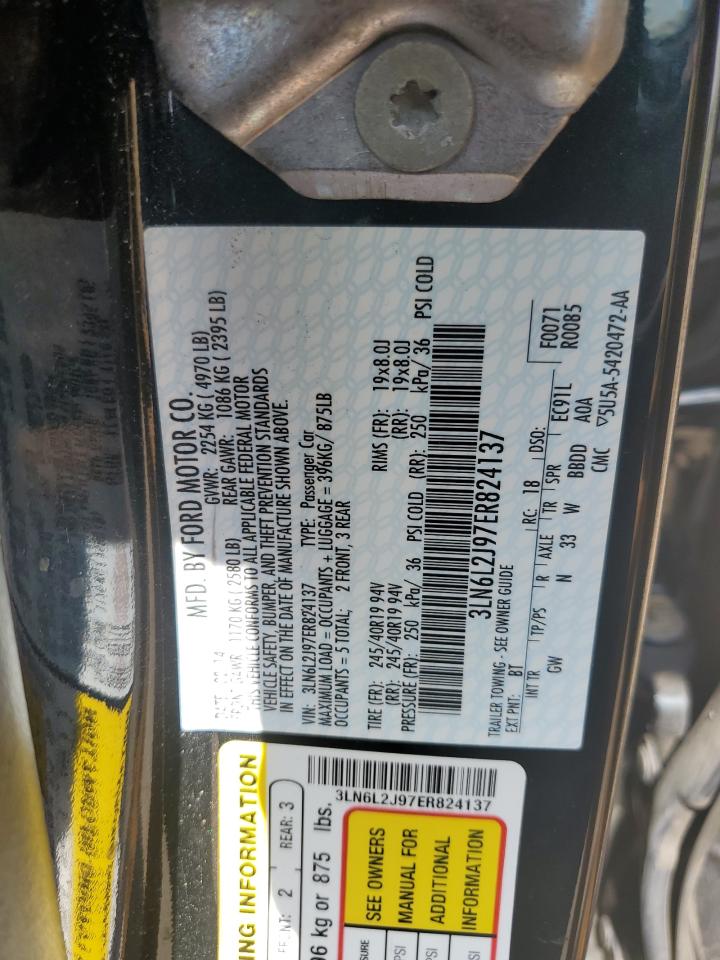 MFD. BY FORD MOTOR CO.
GVWR: 2254 KG ( 4970 LB)
1170 KG ( 2580 LB) REAR GAWR: 1086 KG ( 2395 LB)
THIS VEHICLE CONFORMS TO ALL APPLICABLE FEDERAL MOTOR
VEHICLE SAFETY, BUMPER, AND THEFT PREVENTION STANDARDS
IN EFFECT ON THE DATE OF MANUFACTURE SHOWN ABOVE.
VIN: 3LN6L2J97ER824137 TYPE: Passenger Car
MAXIMUM LOAD = OCCUPANTS + LUGGAGE = 396KG/ 875LB
OCCUPANTS = 5 TOTAL; 2 FRONT, 3 REAR
TIRE (FR): 245/40R19 94V RIMS (FR): 19x8.0J
(RR): 245/40R19 94V (RR): 19x8.0J
PRESSURE (FR): 250 kPa/ 36 PSI COLD (RR): 250 kPa/ 36 PSI COLD
3LN6L2J97ER824137
TRAILER TOWING - SEE OWNER GUIDE
EXT PNT: BT RC: 18 DSO: F0071
R0085
INT TR TP/PS R AXLE TR SPR EC91L
GW N 33 W BBDD A0A
CMC ▽5U5A-5420472-AA
3LN6L2J97ER824137
ING INFORMATION
2 REAR: 3
96 kg or 875 lbs.
SEE OWNERS
MANUAL FOR
ADDITIONAL
INFORMATION
PSI
PSI